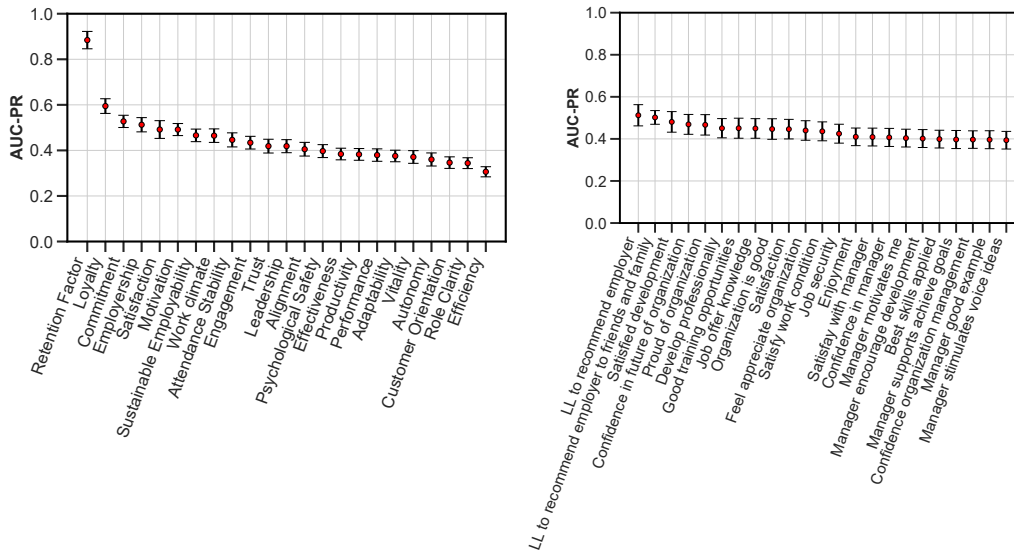 1.0
0.8
0.6
0.4
0.2
0.0
AUC-PR
Retention Factor
Loyalty
Commitment
Employership
Satisfaction
Motivation
Sustainable Employability
Work climate
Attendance Stability
Engagement
Trust
Leadership
Alignment
Psychological Safety
Effectiveness
Productivity
Performance
Adaptability
Vitality
Autonomy
Customer Orientation
Role Clarity
Efficiency
1.0
0.8
0.6
0.4
0.2
0.0
AUC-PR
LL to recommend employer
LL to recommend employer to friends and family
Satisfied development
Confidence in future of organization
Proud of organization
Develop professionally
Good training opportunities
Job offer knowledge
Organization is good
Satisfaction
Feel appreciate organization
Satisfy work condition
Job security
Enjoyment
Satisfy with manager
Confidence in manager
Manager motivates me
Manager encourage development
Best skills applied
Manager supports achieve goals
Confidence organization management
Manager good example
Manager stimulates voice ideas